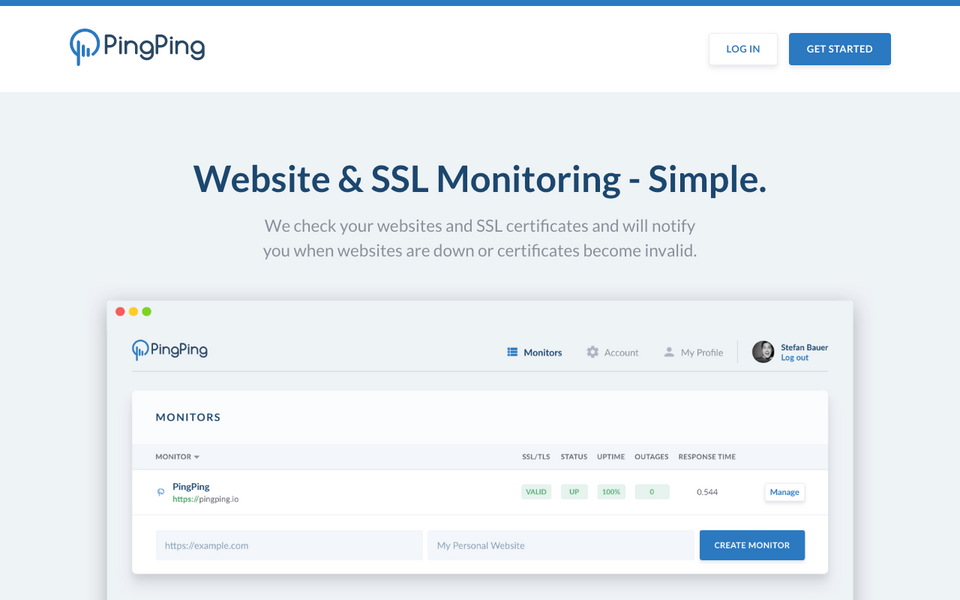 PingPing
LOG IN
GET STARTED
Website & SSL Monitoring - Simple.
We check your websites and SSL certificates and will notify
you when websites are down or certificates become invalid.
PingPing
Monitors
Account
My Profile
Stefan Bauer
Log out
MONITORS
MONITOR
SSL/TLS
STATUS
UPTIME
OUTAGES
RESPONSE TIME
PingPing
https://pingping.io
VALID
UP
100%
0
0.544
Manage
https://example.com
My Personal Website
CREATE MONITOR